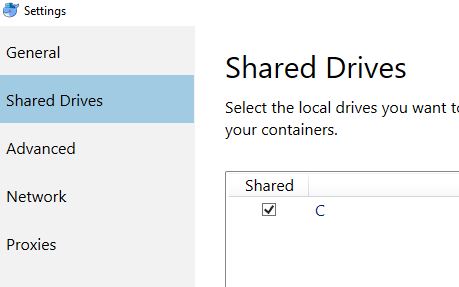 Settings
General
Shared Drives
Advanced
Network
Proxies
Shared Drives
Select the local drives you want to
your containers.
Shared
C